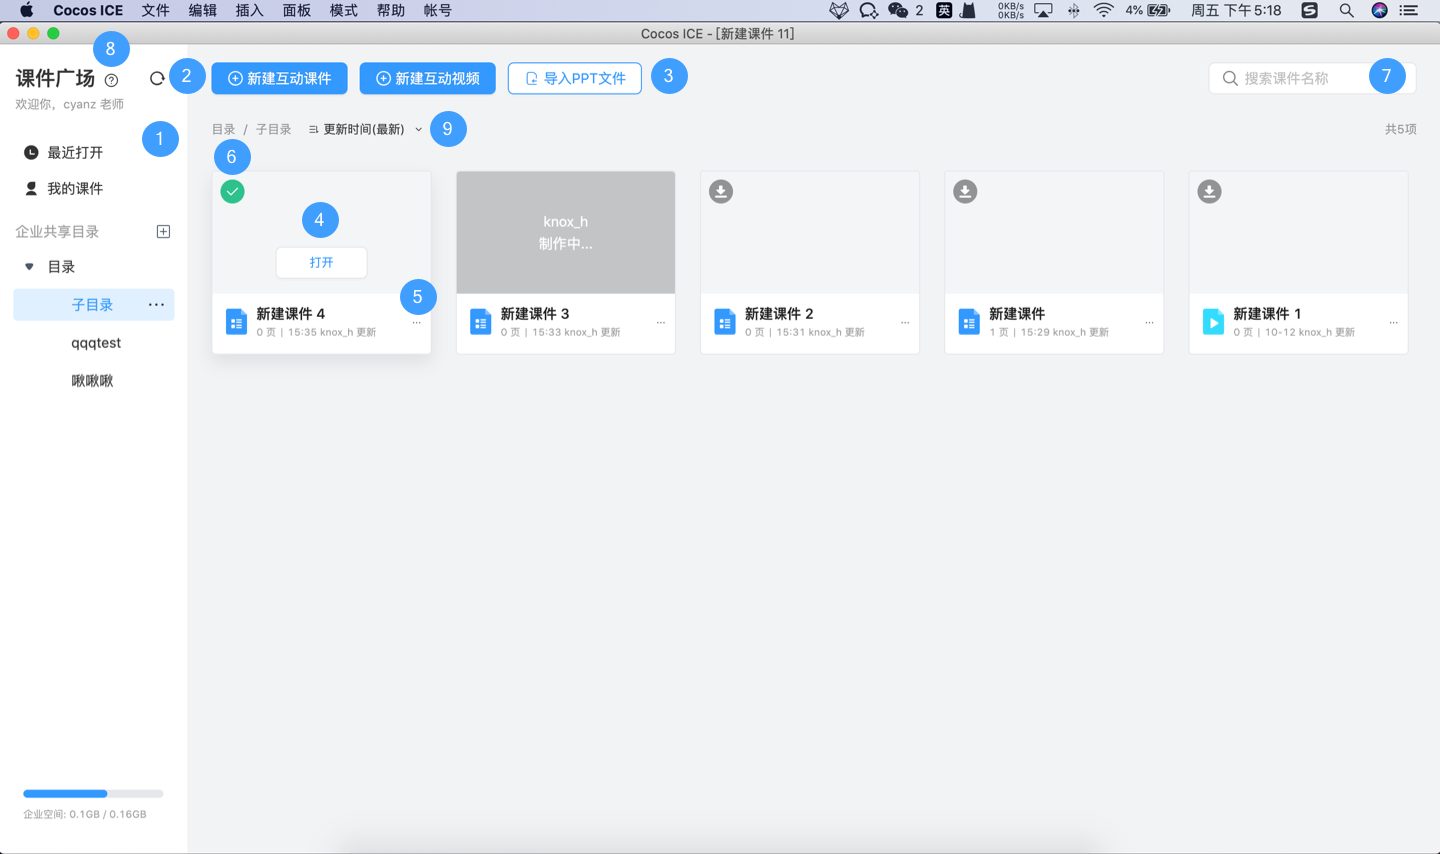 Cocos ICE 文件 编辑 插入 面板 模式 帮助 帐号
2 英 0KB/s 0KB/s 4% 周五 下午5:18
Cocos ICE - [新建课件 11]
8
课件广场
欢迎你，cyanz 老师
2
新建互动课件
新建互动视频
导入PPT文件
3
搜索课件名称
7
1
最近打开
我的课件
企业共享目录
目录
子目录 ...
qqqtest
啾啾啾
企业空间: 0.1GB / 0.16GB
目录 / 子目录
更新时间(最新)
9
共5项
6
4
打开
5
新建课件 4 ...
0 页 | 15:35 knox_h 更新
knox_h
制作中...
新建课件 3 ...
0 页 | 15:33 knox_h 更新
新建课件 2 ...
0 页 | 15:31 knox_h 更新
新建课件 ...
1 页 | 15:29 knox_h 更新
新建课件 1 ...
0 页 | 10-12 knox_h 更新